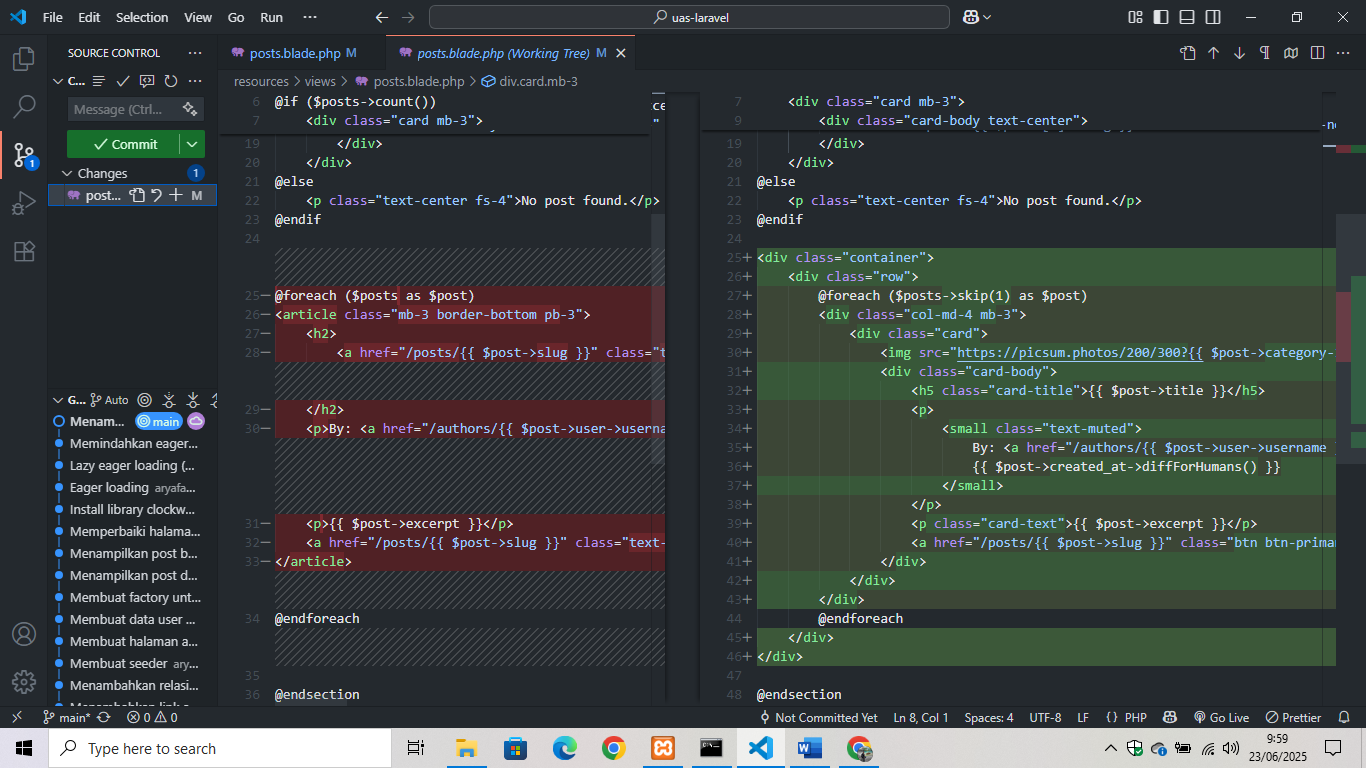 File Edit Selection View Go Run ··· uas-laravel
SOURCE CONTROL ···
C...
Message (Ctrl...
Commit
Changes 1
post... M
G... Auto
Menam... main
Memindahkan eager...
Lazy eager loading (...
Eager loading aryafa...
Install library clockw...
Memperbaiki halama...
Menampilkan post b...
Menampilkan post d...
Membuat factory unt...
Membuat data user ...
Membuat halaman a...
Membuat seeder ary...
Menambahkan relasi...
posts.blade.php M
posts.blade.php (Working Tree) M
resources > views > posts.blade.php > div.card.mb-3
6 @if ($posts->count())
7 <div class="card mb-3">
19 </div>
20 </div>
21 @else
22 <p class="text-center fs-4">No post found.</p>
23 @endif
24
25− @foreach ($posts as $post)
26− <article class="mb-3 border-bottom pb-3">
27− <h2>
28− <a href="/posts/{{ $post->slug }}" class="t
29− </h2>
30− <p>By: <a href="/authors/{{ $post->user->userna
31− <p>{{ $post->excerpt }}</p>
32− <a href="/posts/{{ $post->slug }}" class="text-
33− </article>
34 @endforeach
35
36 @endsection
7 <div class="card mb-3">
9 <div class="card-body text-center">
19 </div>
20 </div>
21 @else
22 <p class="text-center fs-4">No post found.</p>
23 @endif
24
25+ <div class="container">
26+ <div class="row">
27+ @foreach ($posts->skip(1) as $post)
28+ <div class="col-md-4 mb-3">
29+ <div class="card">
30+ <img src="https://picsum.photos/200/300?{{ $post->category-
31+ <div class="card-body">
32+ <h5 class="card-title">{{ $post->title }}</h5>
33+ <p>
34+ <small class="text-muted">
35+ By: <a href="/authors/{{ $post->user->username
36+ {{ $post->created_at->diffForHumans() }}
37+ </small>
38+ </p>
39+ <p class="card-text">{{ $post->excerpt }}</p>
40+ <a href="/posts/{{ $post->slug }}" class="btn btn-prima
41+ </div>
42+ </div>
43+ </div>
44 @endforeach
45+ </div>
46+ </div>
47
48 @endsection
main* 0 0 Not Committed Yet Ln 8, Col 1 Spaces: 4 UTF-8 LF {} PHP Go Live Prettier
Type here to search
9:59
23/06/2025